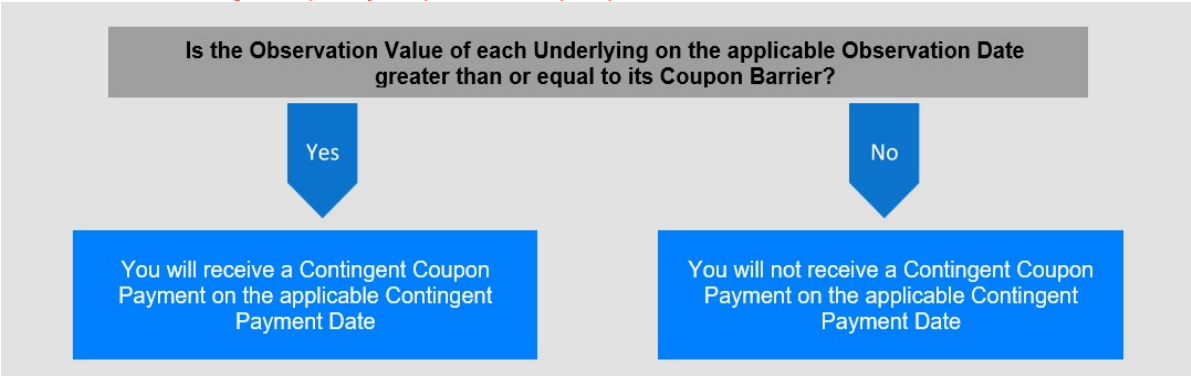 Is the Observation Value of each Underlying on the applicable Observation Date
greater than or equal to its Coupon Barrier?
Yes
No
You will receive a Contingent Coupon
Payment on the applicable Contingent
Payment Date
You will not receive a Contingent Coupon
Payment on the applicable Contingent
Payment Date